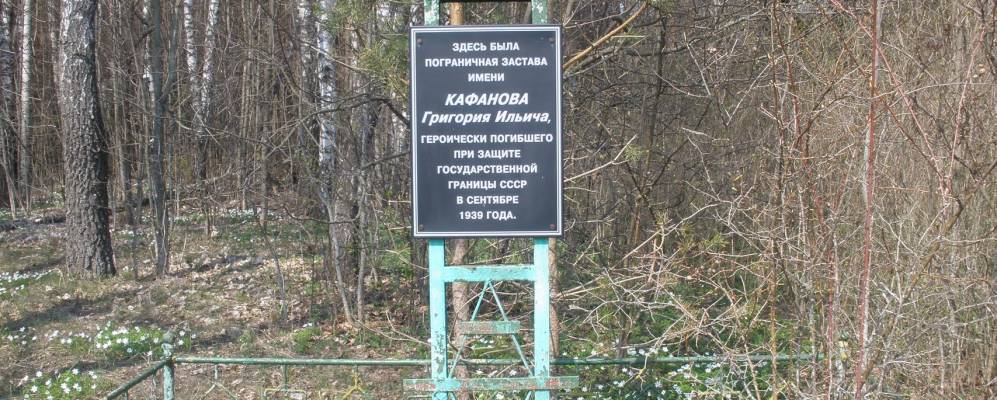 ЗДЕСЬ БЫЛА
ПОГРАНИЧНАЯ ЗАСТАВА
ИМЕНИ
КАФАНОВА
Григория Ильича,
ГЕРОИЧЕСКИ ПОГИБШЕГО
ПРИ ЗАЩИТЕ
ГОСУДАРСТВЕННОЙ
ГРАНИЦЫ СССР
В СЕНТЯБРЕ
1939 ГОДА.